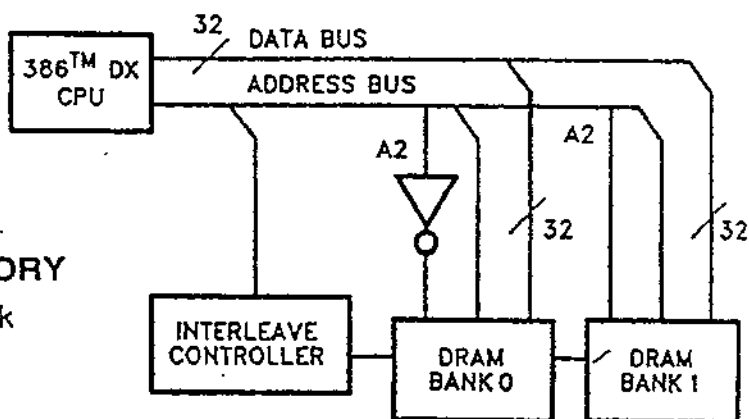 32
DATA BUS
386™ DX
CPU
ADDRESS BUS
A2
A2
32
32
ORY
k
INTERLEAVE
CONTROLLER
DRAM
BANK 0
DRAM
BANK 1